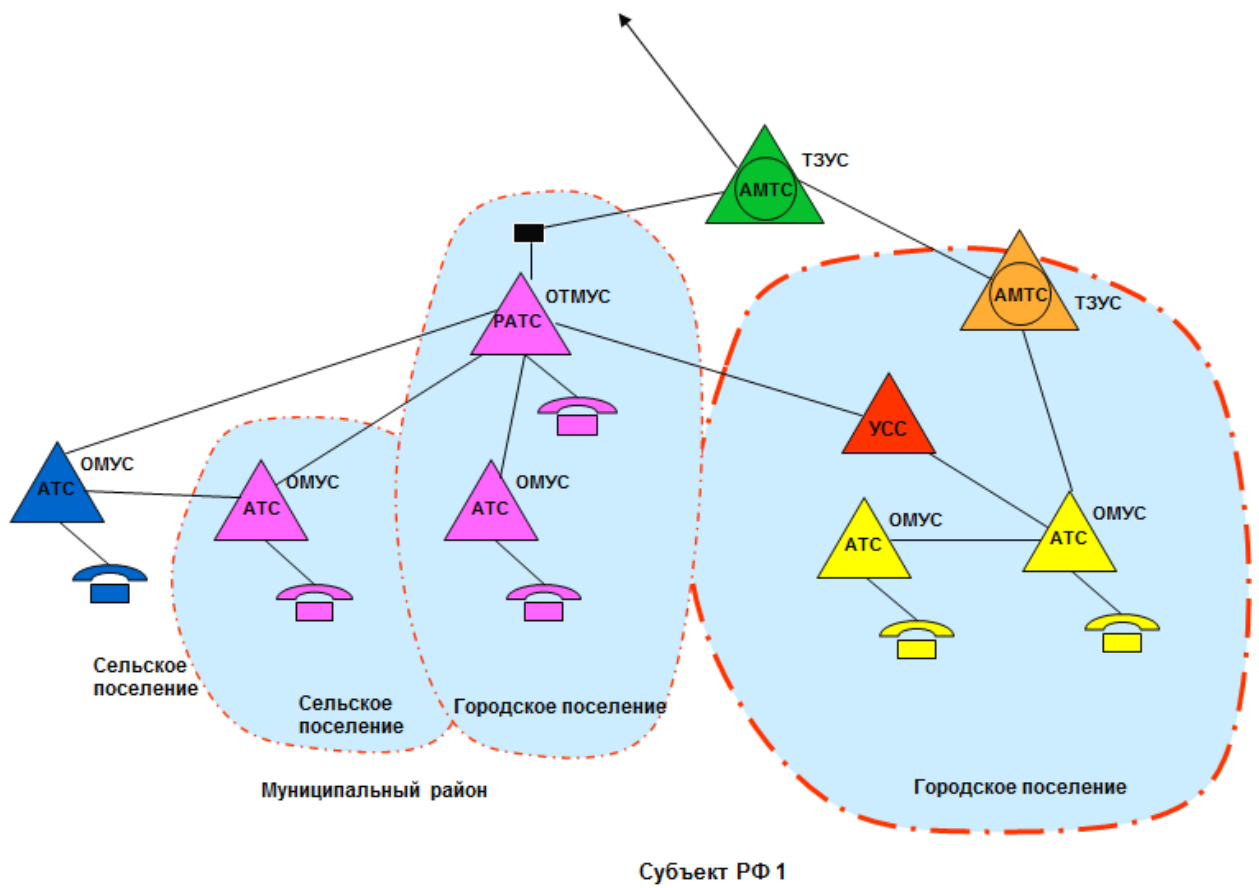 ТЗУС
АМТС
АМТС
ТЗУС
ОТМУС
РАТС
УСС
ОМУС
АТС
ОМУС
АТС
ОМУС
АТС
ОМУС
АТС
ОМУС
АТС
Сельское
поселение
Сельское
поселение
Городское поселение
Городское поселение
Муниципальный район
Субъект РФ 1